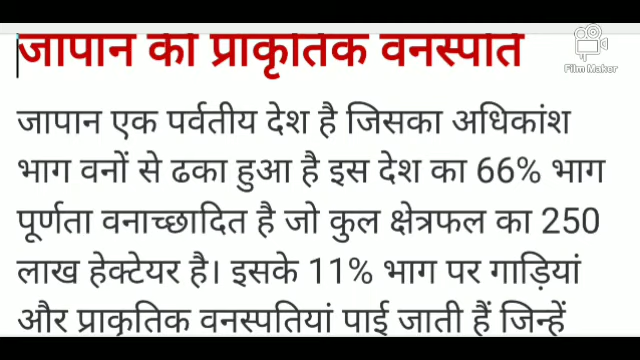 जापान की प्राकृतिक वनस्पति
Film Maker
जापान एक पर्वतीय देश है जिसका अधिकांश
भाग वनों से ढका हुआ है इस देश का 66% भाग
पूर्णता वनाच्छादित है जो कुल क्षेत्रफल का 250
लाख हेक्टेयर है। इसके 11% भाग पर गाड़ियां
और प्राकृतिक वनस्पतियां पाई जाती हैं जिन्हें